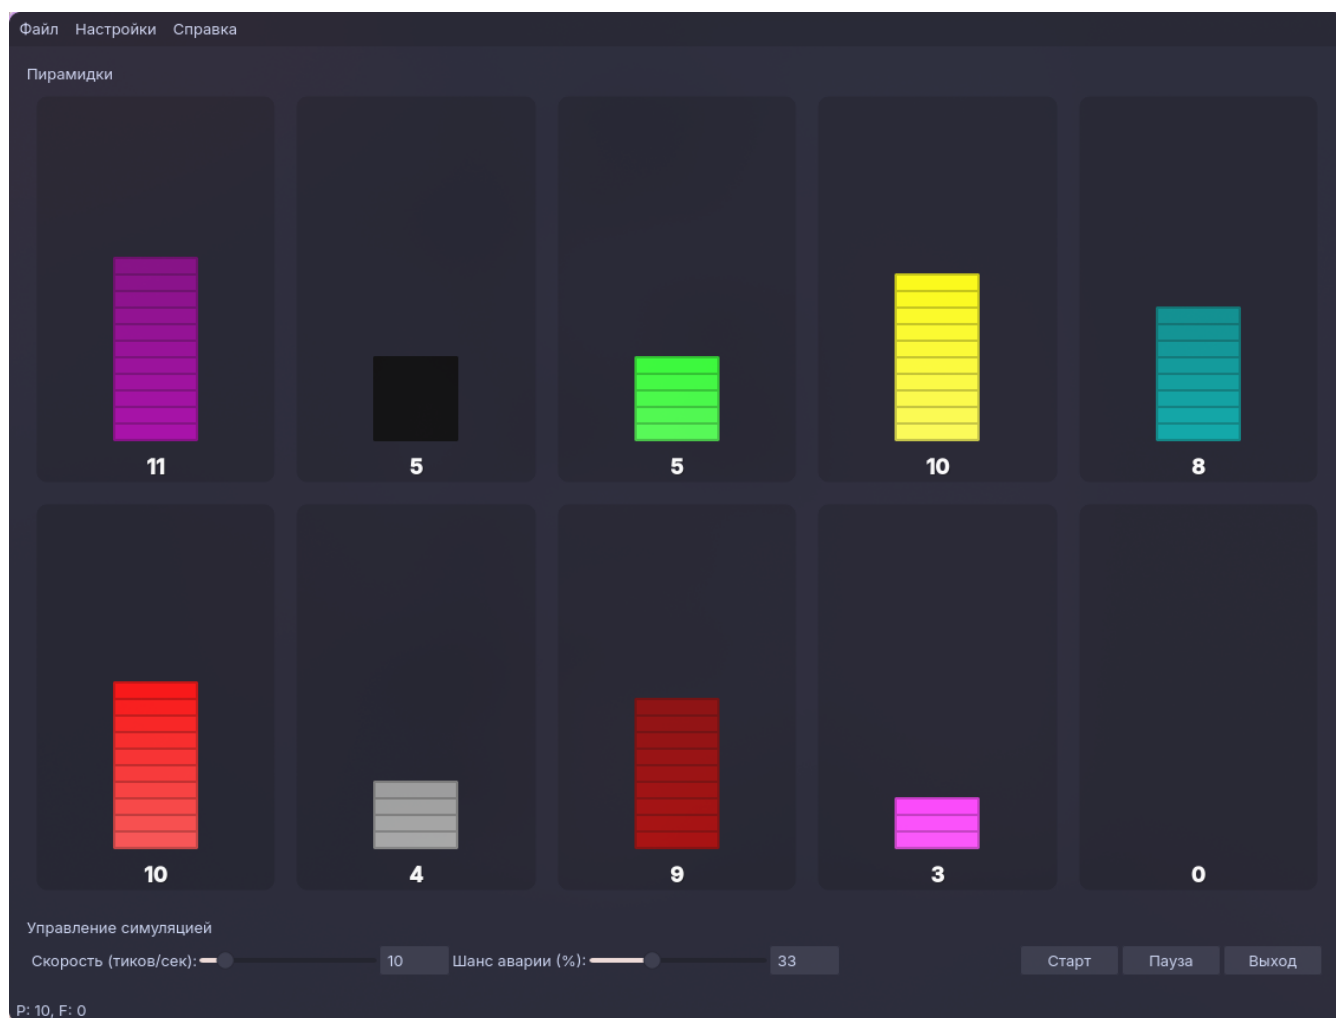 Файл Настройки Справка
Пирамидки
11 5 5 10 8
10 4 9 3 0
Управление симуляцией
Скорость (тиков/сек): 10 Шанс аварии (%): 33 Старт Пауза Выход
P: 10, F: 0